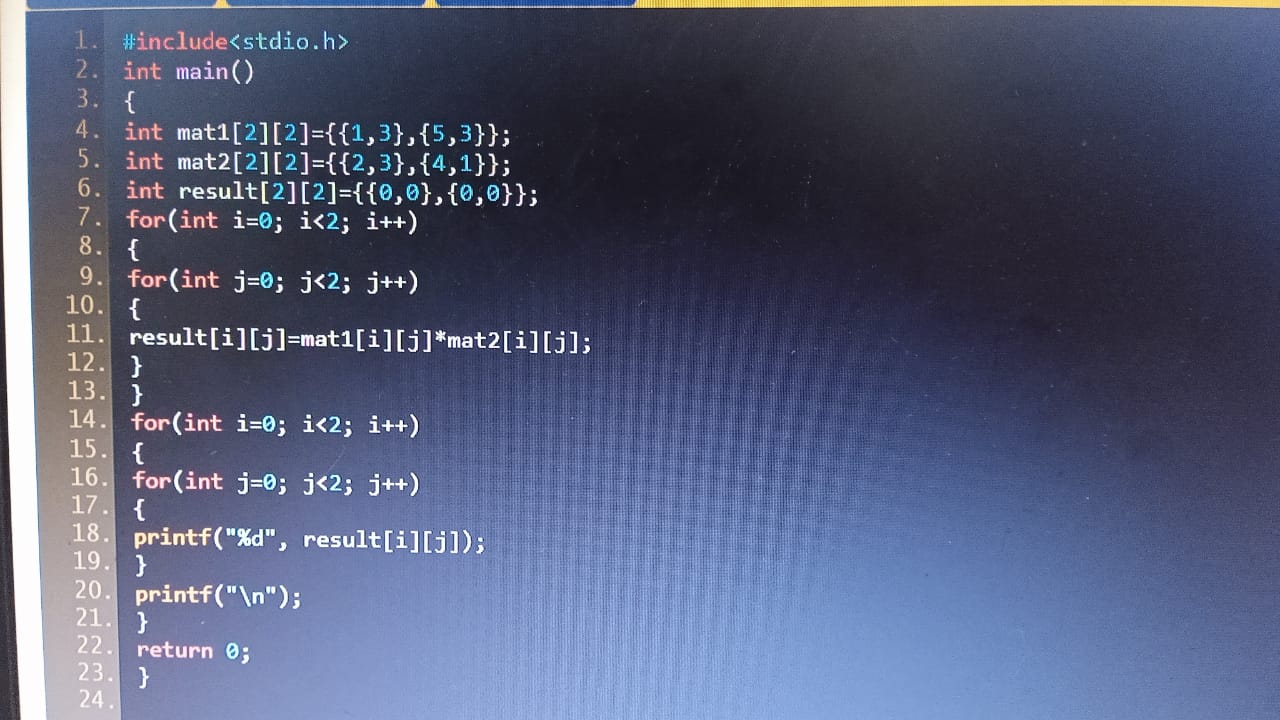 1. #include<stdio.h>
2. int main()
3. {
4. int mat1[2][2]={{1,3},{5,3}};
5. int mat2[2][2]={{2,3},{4,1}};
6. int result[2][2]={{0,0},{0,0}};
7. for(int i=0; i<2; i++)
8. {
9. for(int j=0; j<2; j++)
10. {
11. result[i][j]=mat1[i][j]*mat2[i][j];
12. }
13. }
14. for(int i=0; i<2; i++)
15. {
16. for(int j=0; j<2; j++)
17. {
18. printf("%d", result[i][j]);
19. }
20. printf("\n");
21. }
22. return 0;
23. }
24.